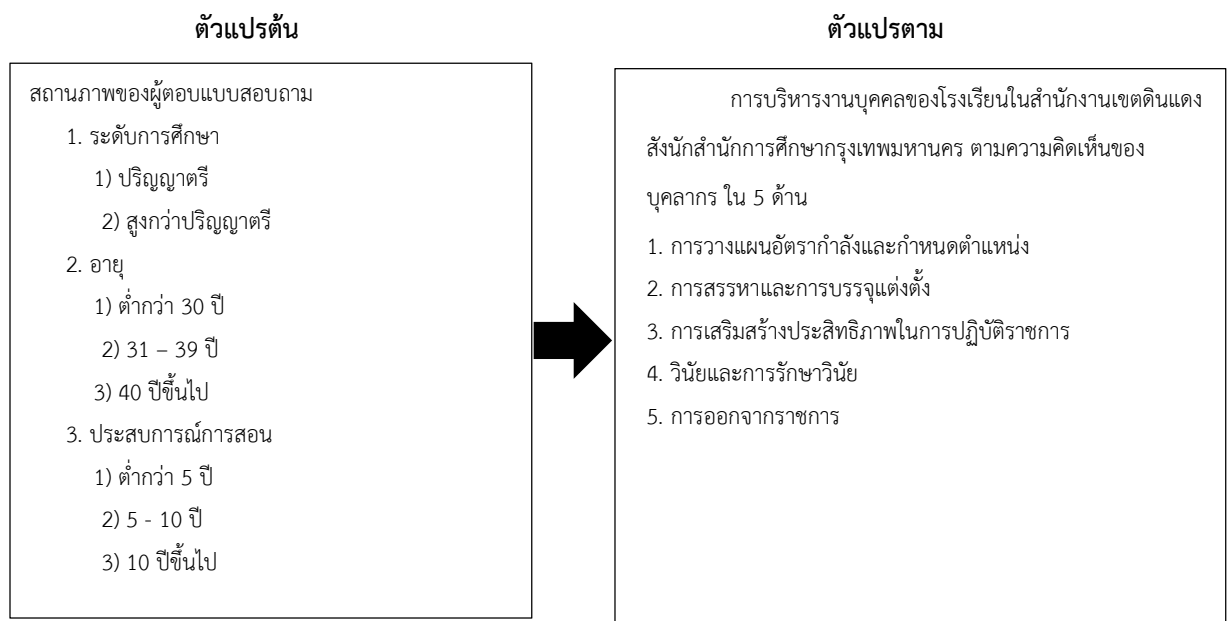 ตัวแปรต้น
สถานภาพของผู้ตอบแบบสอบถาม
1. ระดับการศึกษา
1) ปริญญาตรี
2) สูงกว่าปริญญาตรี
2. อายุ
1) ต่ำกว่า 30 ปี
2) 31 – 39 ปี
3) 40 ปีขึ้นไป
3. ประสบการณ์การสอน
1) ต่ำกว่า 5 ปี
2) 5 - 10 ปี
3) 10 ปีขึ้นไป
ตัวแปรตาม
การบริหารงานบุคคลของโรงเรียนในสำนักงานเขตดินแดง
สังนักสำนักการศึกษากรุงเทพมหานคร ตามความคิดเห็นของ
บุคลากร ใน 5 ด้าน
1. การวางแผนอัตรากำลังและกำหนดตำแหน่ง
2. การสรรหาและการบรรจุแต่งตั้ง
3. การเสริมสร้างประสิทธิภาพในการปฏิบัติราชการ
4. วินัยและการรักษาวินัย
5. การออกจากราชการ